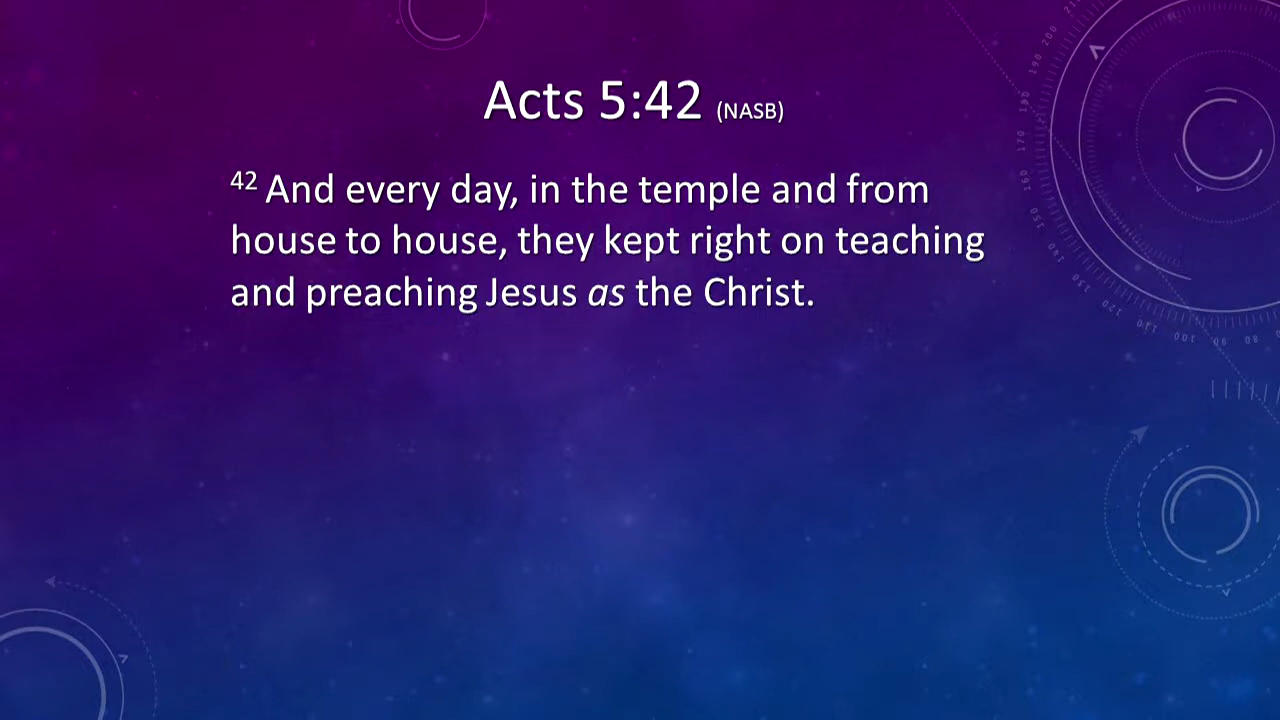 Acts 5:42 (NASB)
42 And every day, in the temple and from
house to house, they kept right on teaching
and preaching Jesus as the Christ.